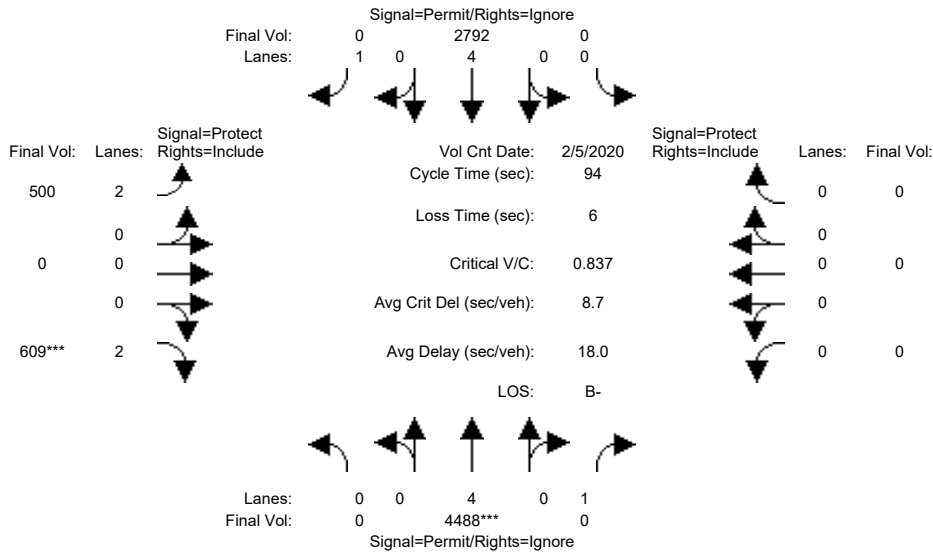 Signal=Permit/Rights=Ignore
Final Vol: 0 2792 0
Lanes: 1 0 4 0 0
Signal=Protect Signal=Protect
Final Vol: Lanes: Rights=Include Vol Cnt Date: 2/5/2020 Rights=Include Lanes: Final Vol:
Cycle Time (sec): 94
500 2 0 0
Loss Time (sec): 6
0 0
0 0 Critical V/C: 0.837 0 0
0 Avg Crit Del (sec/veh): 8.7 0
609*** 2 Avg Delay (sec/veh): 18.0 0 0
LOS: B-
Lanes: 0 0 4 0 1
Final Vol: 0 4488*** 0
Signal=Permit/Rights=Ignore